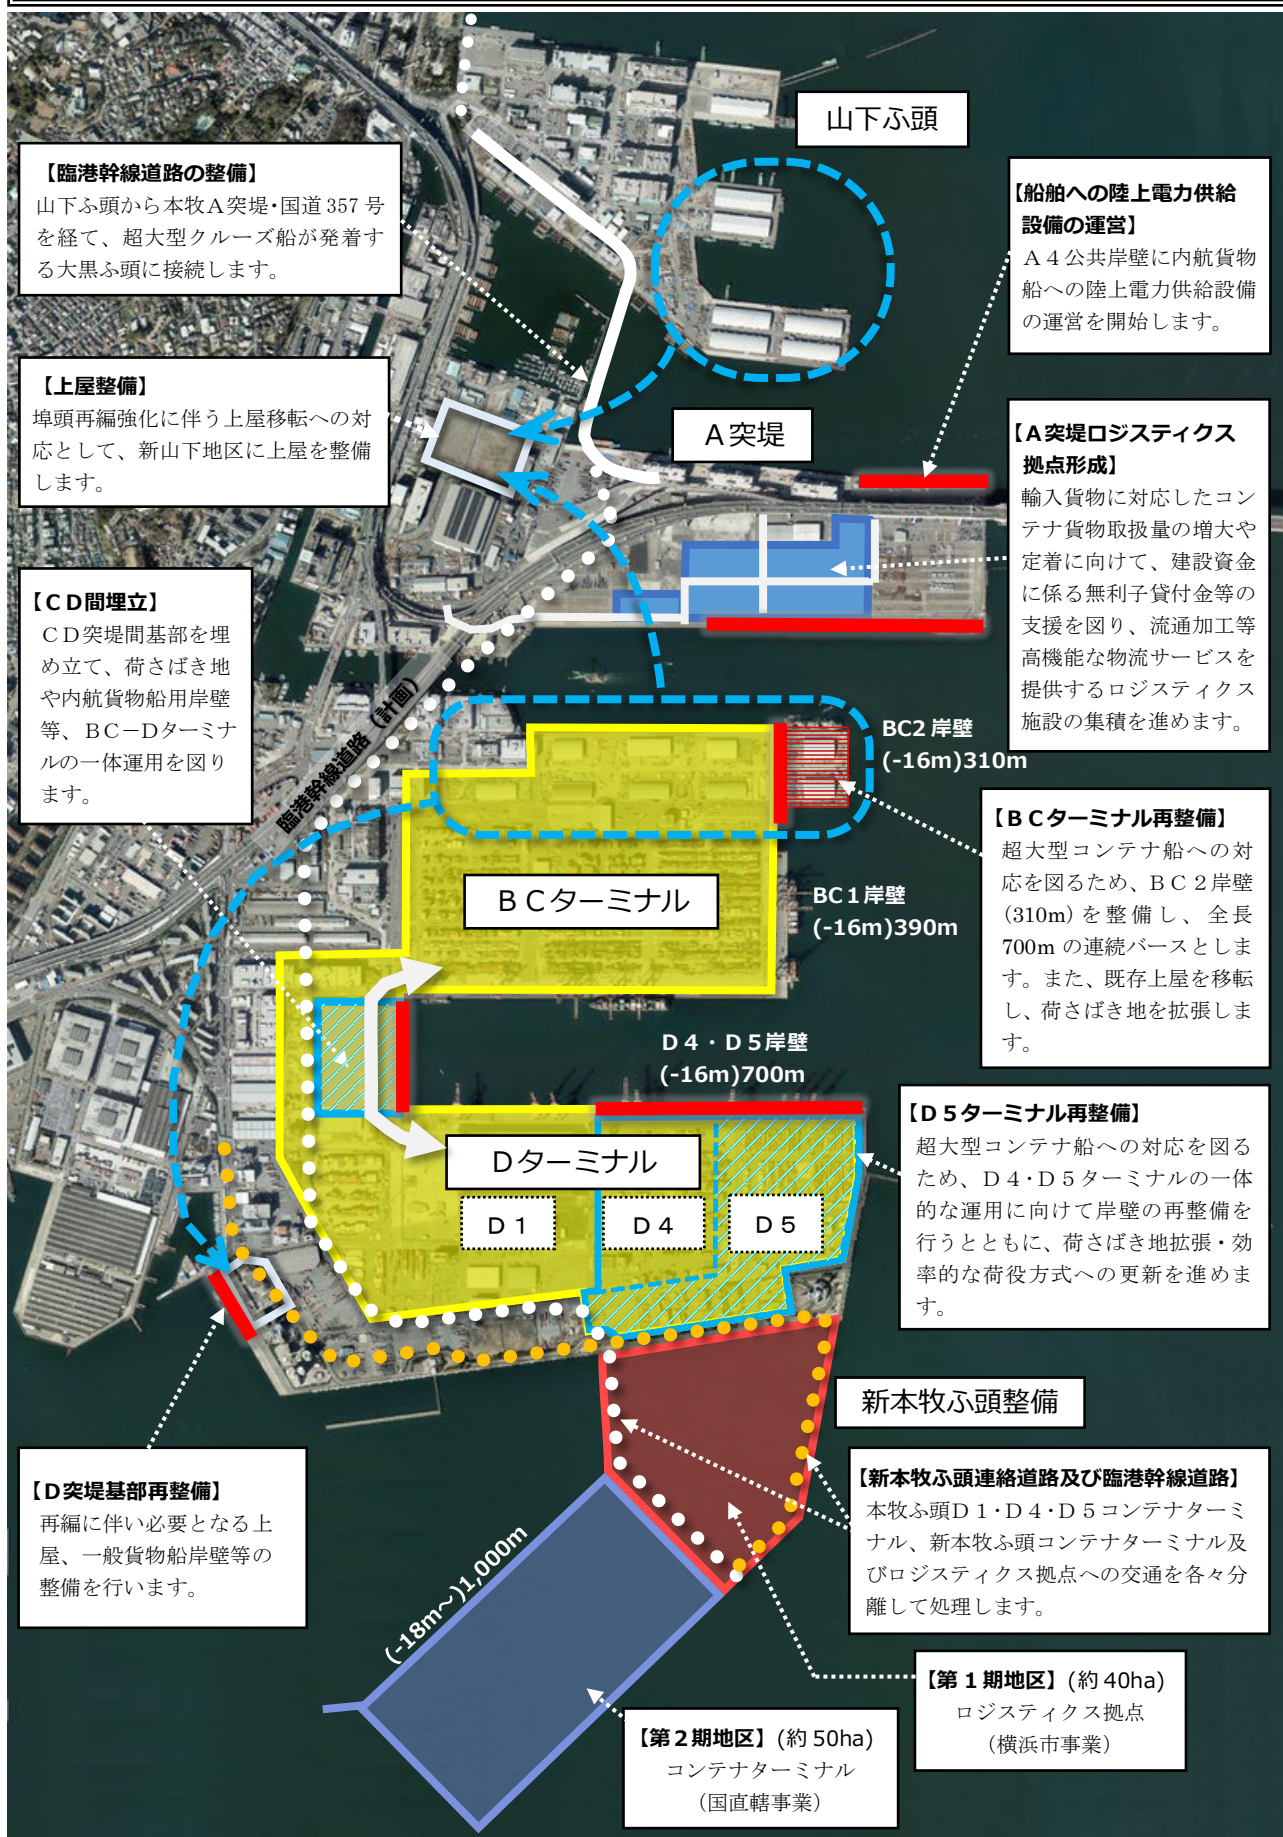 山下ふ頭
【臨港幹線道路の整備】
山下ふ頭から本牧A突堤・国道357号
を経て、超大型クルーズ船が発着す
る大黒ふ頭に接続します。
【船舶への陸上電力供給
設備の運営】
A4公共岸壁に内航貨物
船への陸上電力供給設備
の運営を開始します。
【上屋整備】
埠頭再編強化に伴う上屋移転への対
応として、新山下地区に上屋を整備
します。
A突堤
【A突堤ロジスティクス
拠点形成】
輸入貨物に対応したコン
テナ貨物取扱量の増大や
定着に向けて、建設資金
に係る無利子貸付金等の
支援を図り、流通加工等
高機能な物流サービスを
提供するロジスティクス
施設の集積を進めます。
【CD間埋立】
CD突堤間基部を埋
め立て、荷さばき地
や内航貨物船用岸壁
等、BC－Dターミナ
ルの一体運用を図り
ます。
臨港幹線道路（計画）
BC2岸壁
(-16m)310m
【BCターミナル再整備】
超大型コンテナ船への対
応を図るため、BC2岸壁
(310m)を整備し、全長
700mの連続バースとしま
す。また、既存上屋を移転
し、荷さばき地を拡張しま
す。
BCターミナル
BC1岸壁
(-16m)390m
D4・D5岸壁
(-16m)700m
【D5ターミナル再整備】
超大型コンテナ船への対応を図る
ため、D4・D5ターミナルの一体
的な運用に向けて岸壁の再整備を
行うとともに、荷さばき地拡張・効
率的な荷役方式への更新を進めま
す。
Dターミナル
D1
D4
D5
新本牧ふ頭整備
【新本牧ふ頭連絡道路及び臨港幹線道路】
本牧ふ頭D1・D4・D5コンテナターミ
ナル、新本牧ふ頭コンテナターミナル及
びロジスティクス拠点への交通を各々分
離して処理します。
【D突堤基部再整備】
再編に伴い必要となる上
屋、一般貨物船岸壁等の
整備を行います。
(-18m～)1,000m
【第1期地区】(約40ha)
ロジスティクス拠点
（横浜市事業）
【第2期地区】(約50ha)
コンテナターミナル
（国直轄事業）